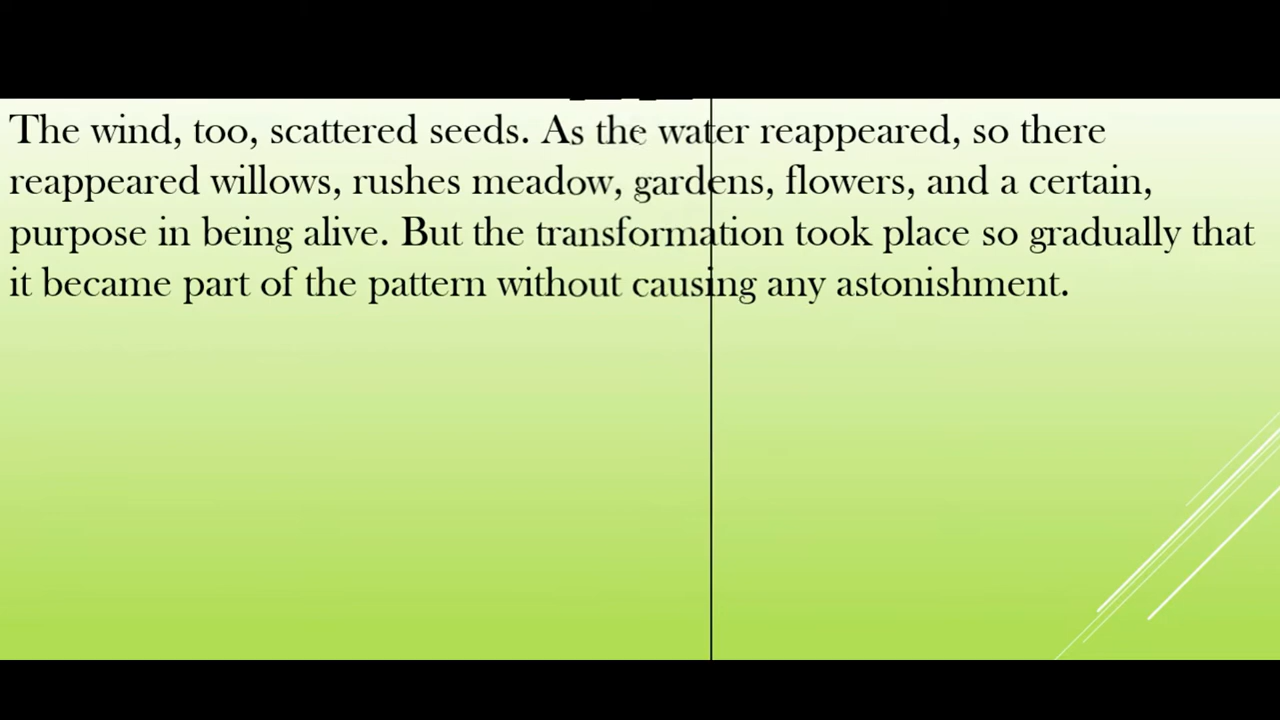 The wind, too, scattered seeds. As the water reappeared, so there
reappeared willows, rushes meadow, gardens, flowers, and a certain,
purpose in being alive. But the transformation took place so gradually that
it became part of the pattern without causing any astonishment.